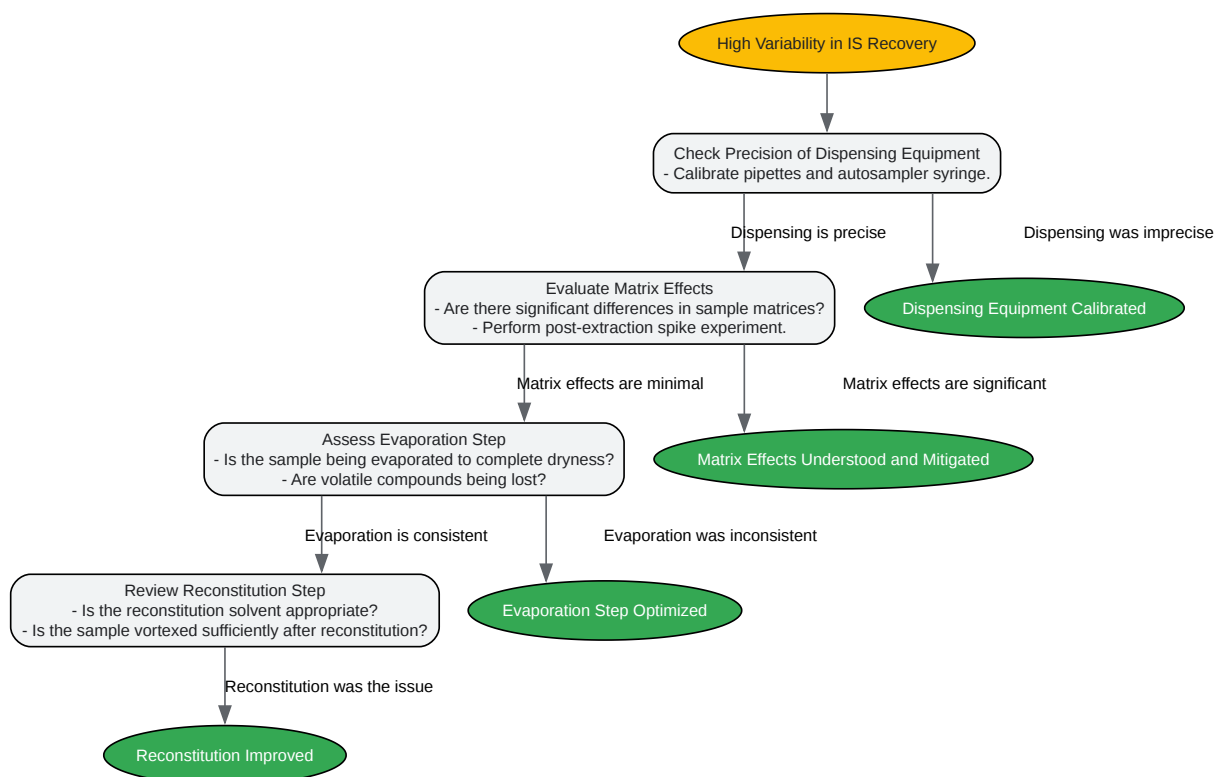 High Variability in IS Recovery
Check Precision of Dispensing Equipment
- Calibrate pipettes and autosampler syringe.
Dispensing is precise
Dispensing was imprecise
Evaluate Matrix Effects
- Are there significant differences in sample matrices?
- Perform post-extraction spike experiment.
Dispensing Equipment Calibrated
Matrix effects are minimal
Matrix effects are significant
Assess Evaporation Step
- Is the sample being evaporated to complete dryness?
- Are volatile compounds being lost?
Matrix Effects Understood and Mitigated
Evaporation is consistent
Evaporation was inconsistent
Review Reconstitution Step
- Is the reconstitution solvent appropriate?
- Is the sample vortexed sufficiently after reconstitution?
Evaporation Step Optimized
Reconstitution was the issue
Reconstitution Improved